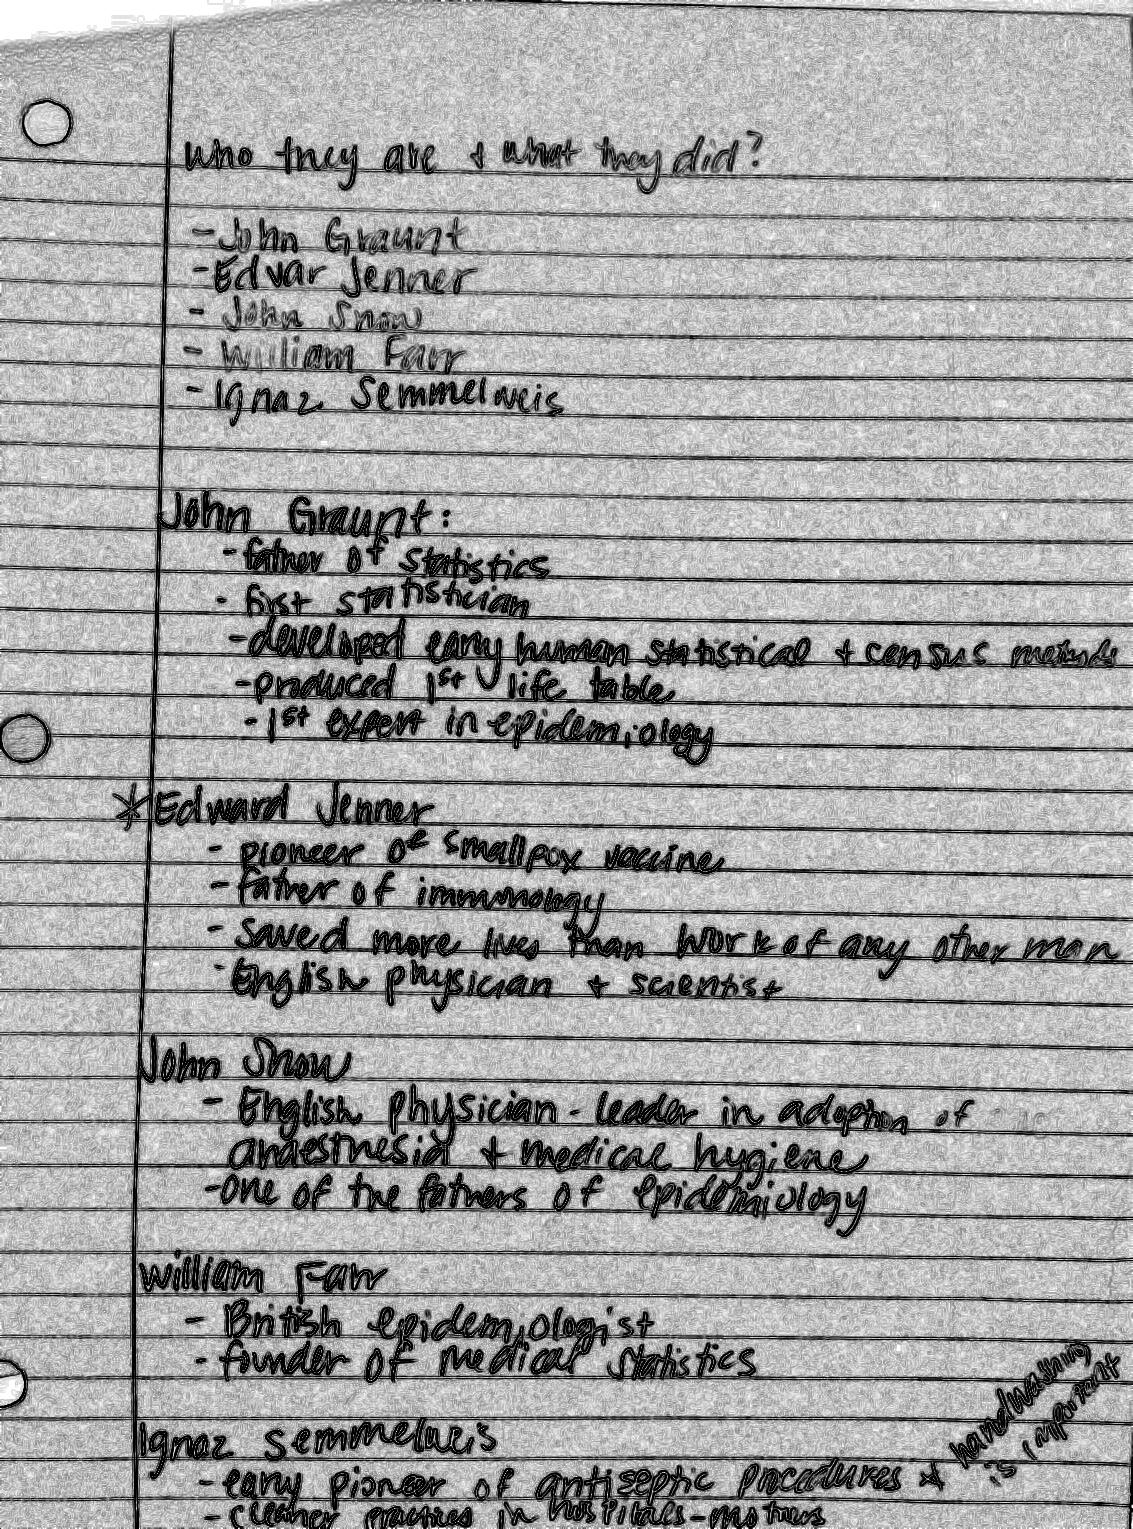 who they are + what they did?
- John Graunt
- Edvar Jenner
- John Snow
- William Farr
- Ignaz Semmelweis
John Graunt:
- father of statistics
- first statistician
- developed early human statistical + census methods
- produced 1st life table
- 1st expert in epidemiology
* Edward Jenner
- pioneer of smallpox vaccine
- father of immunology
- saved more lives than work of any other man
- English physician + scientist
John Snow
- English physician - leader in adoption of
anaesthesia + medical hygiene
- one of the fathers of epidemiology
William Farr
- British epidemiologist
- founder of medical statistics
Ignaz Semmelweis
- early pioneer of antiseptic procedures * handwashing
is important
- cleaner practices in hospitals - mothers